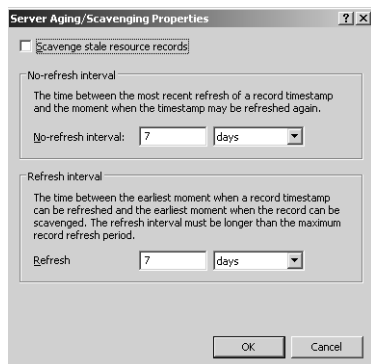 Server Aging/Scavenging Properties
Scavenge stale resource records
No-refresh interval
The time between the most recent refresh of a record timestamp
and the moment when the timestamp may be refreshed again.
No-refresh interval: 7 days
Refresh interval
The time between the earliest moment when a record timestamp
can be refreshed and the earliest moment when the record can be
scavenged. The refresh interval must be longer than the maximum
record refresh period.
Refresh 7 days
OK Cancel